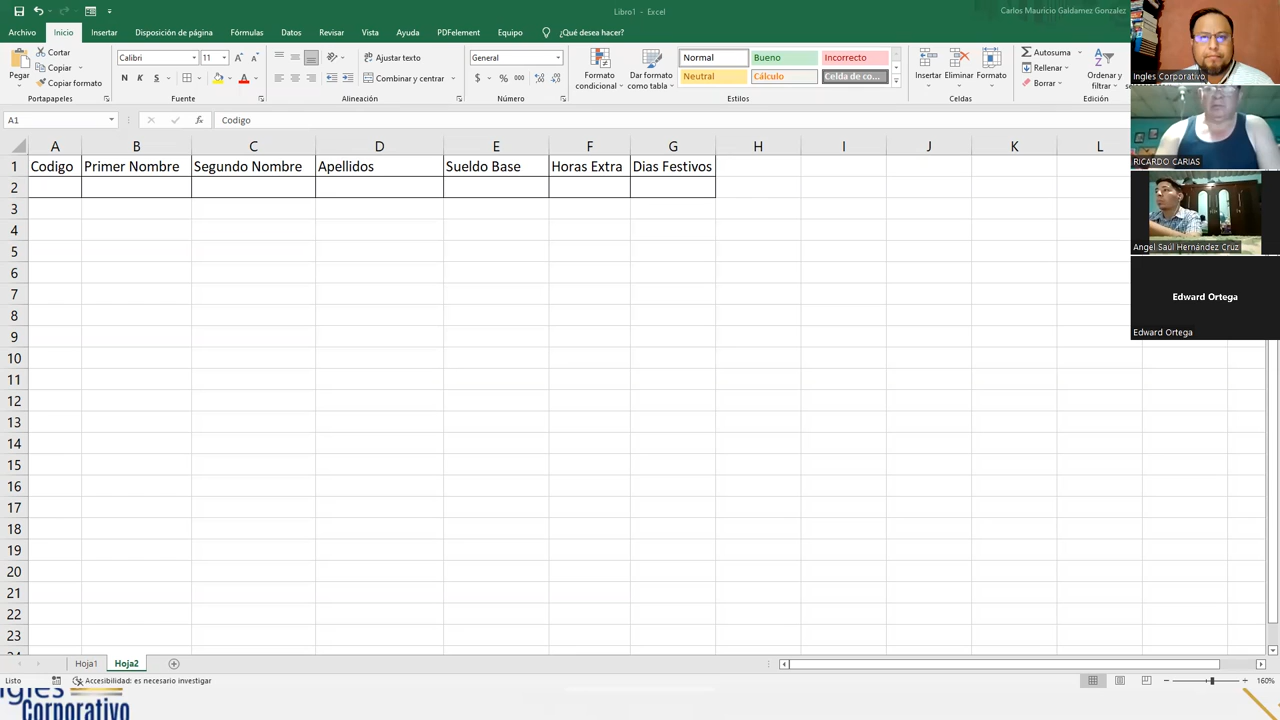 Libro1 - Excel
Carlos Mauricio Galdamez Gonzalez
Archivo Inicio Insertar Disposición de página Fórmulas Datos Revisar Vista Ayuda PDFelement Equipo ¿Qué desea hacer?
Pegar
Cortar
Copiar
Copiar formato
Portapapeles
Calibri 11
N K S
Fuente
Ajustar texto
Combinar y centrar
Alineación
General
$ % 000
Número
Formato condicional
Dar formato como tabla
Normal Bueno Incorrecto
Neutral Cálculo Celda de co...
Estilos
Insertar Eliminar Formato
Celdas
Autosuma
Rellenar
Borrar
Ordenar y filtrar
Edición
A1 fx Codigo
A B C D E F G H I J K L
1 Codigo Primer Nombre Segundo Nombre Apellidos Sueldo Base Horas Extra Dias Festivos
2
3
4
5
6
7
8
9
10
11
12
13
14
15
16
17
18
19
20
21
22
23
Ingles Corporativo
RICARDO CARIAS
Angel Saúl Hernández Cruz
Edward Ortega
Edward Ortega
Hoja1 Hoja2
Listo Accesibilidad: es necesario investigar 160%
Ingles
Corporativo